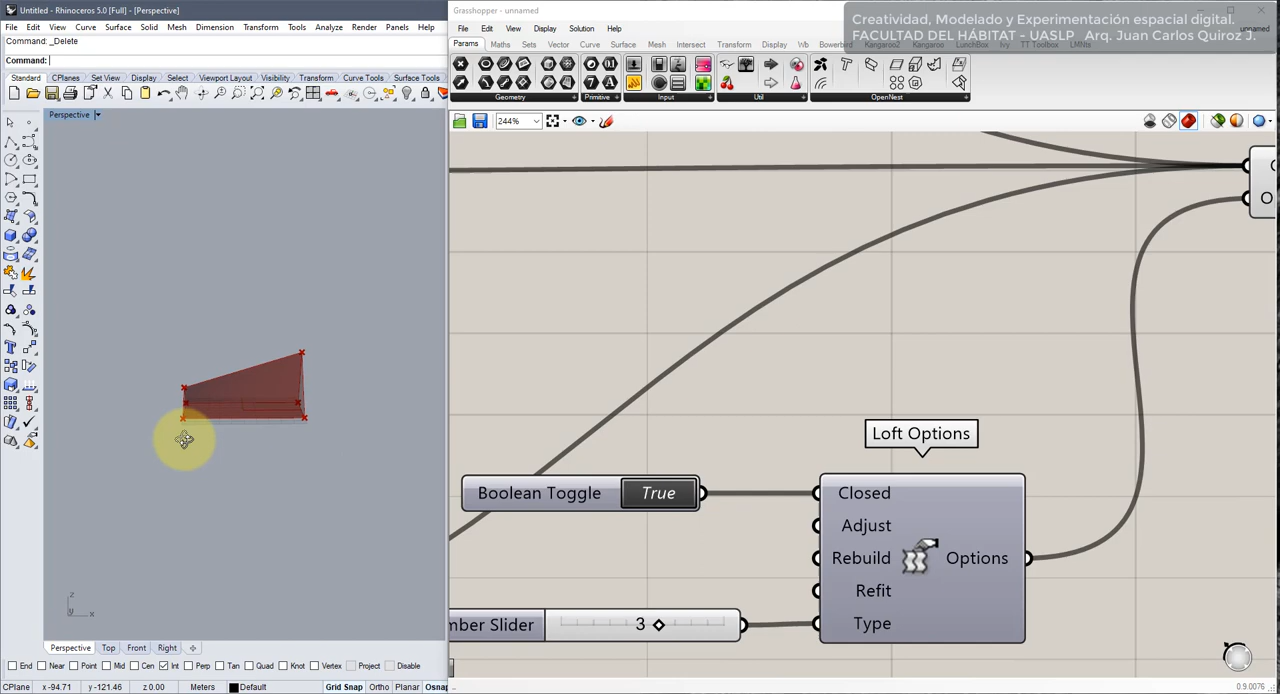 Untitled - Rhinoceros 5.0 [Full] - [Perspective]
File Edit View Curve Surface Solid Mesh Dimension Transform Tools Analyze Render Panels Help
Command: _Delete
Command:
Standard CPlanes Set View Display Select Viewport Layout Visibility Transform Curve Tools Surface Tools
Perspective
z
y x
Perspective Top Front Right
End Near Point Mid Cen Int Perp Tan Quad Knot Vertex Project Disable
CPlane x -94.71 y -121.46 z 0.00 Meters Default Grid Snap Ortho Planar Osnap
Grasshopper - unnamed
Creatividad, Modelado y Experimentación espacial digital.
FACULTAD DEL HÁBITAT - UASLP Arq. Juan Carlos Quiroz J.
File Edit View Display Solution Help
Params Maths Sets Vector Curve Surface Mesh Intersect Transform Display Wb Bowerbird Kangaroo2 Kangaroo LunchBox TT Toolbox LMNts
Geometry Primitive Input Util OpenNest
244%
O
Loft Options
Boolean Toggle True
Closed
Adjust
Rebuild
Options
Refit
Type
mber Slider 3
0.9.0076